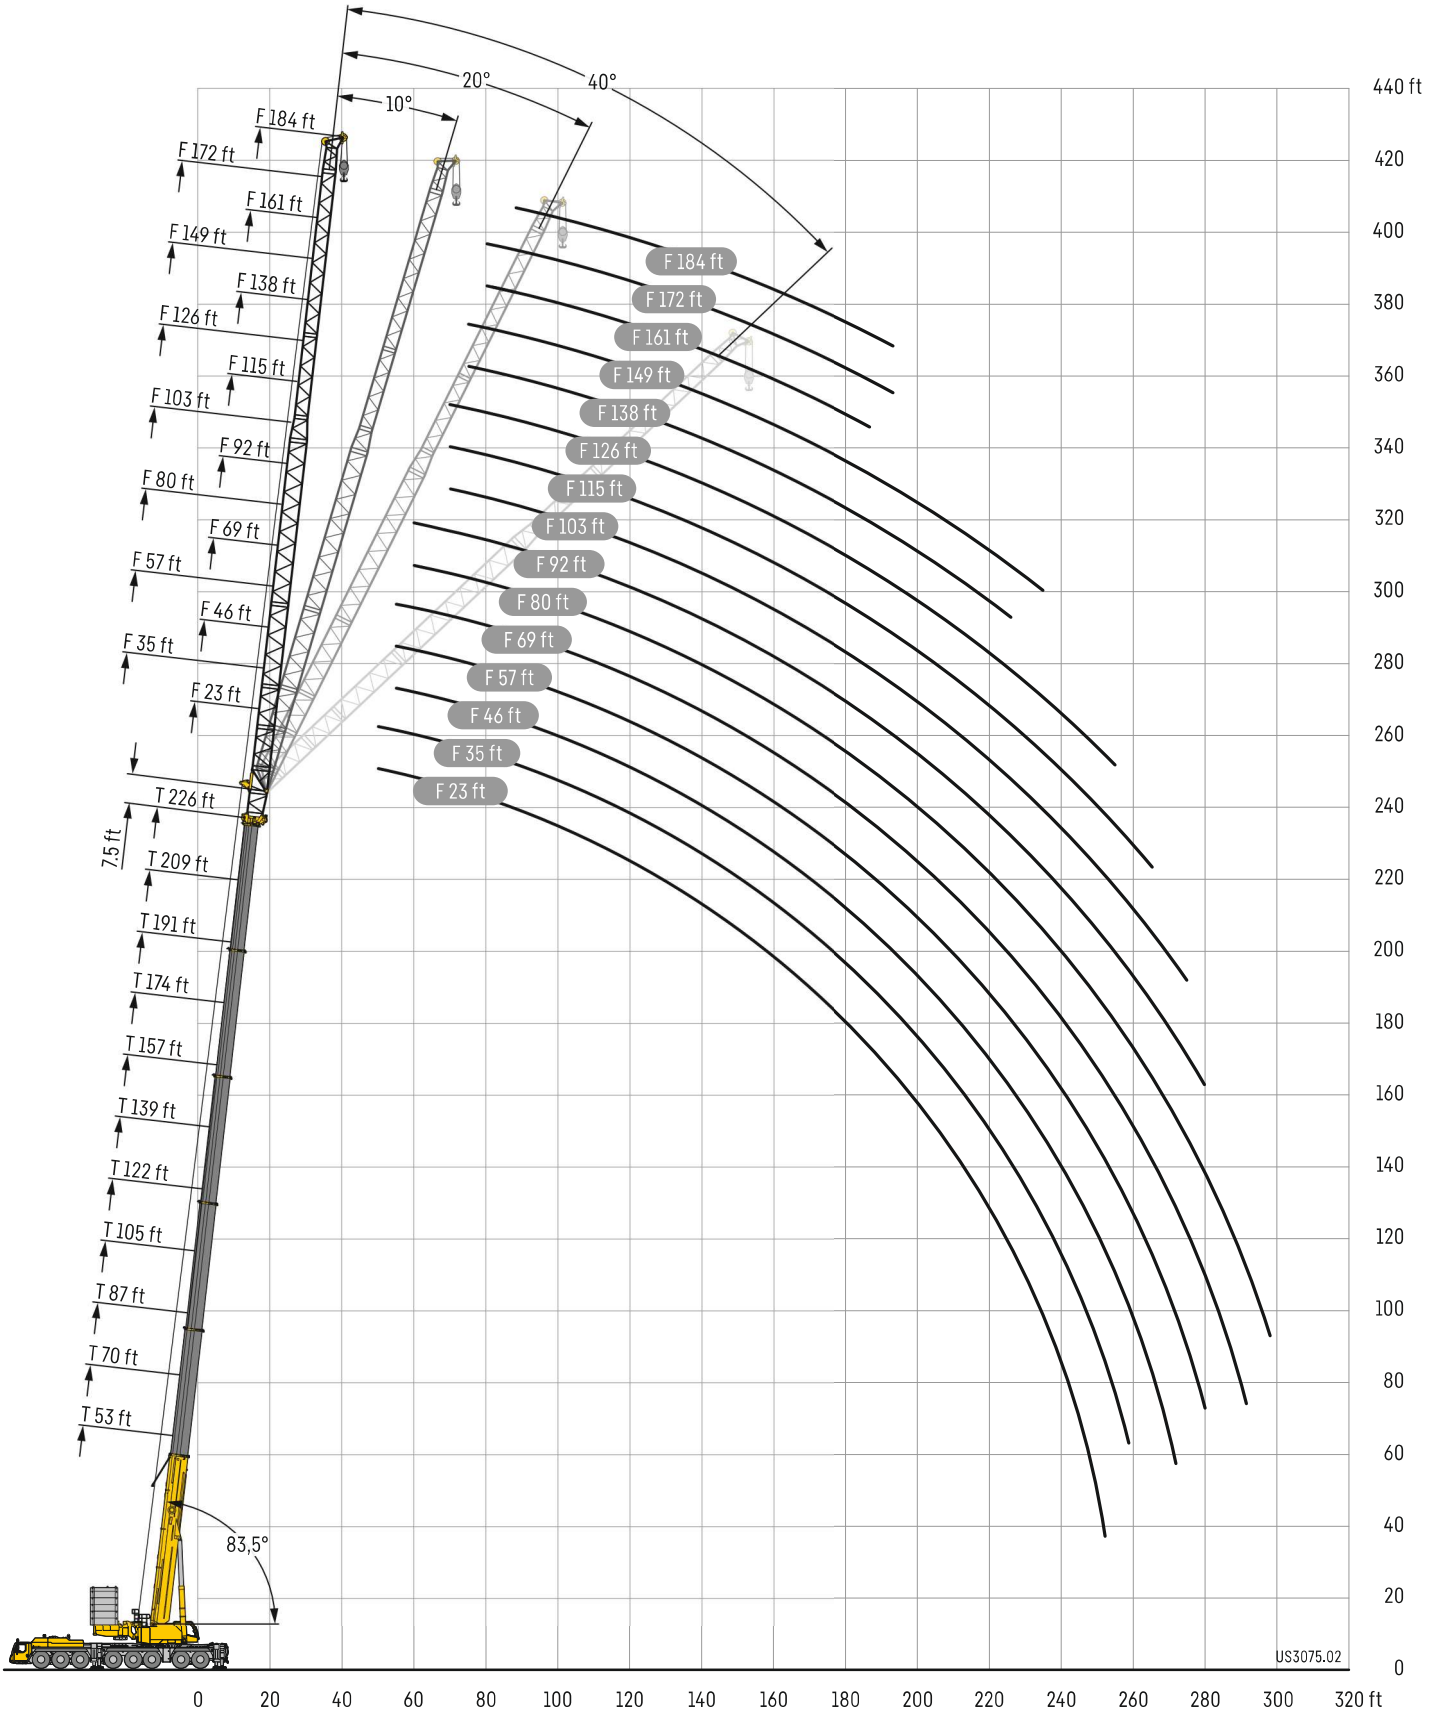 40°
20°
10°
440 ft
F 184 ft
F 172 ft
420
F 161 ft
F 149 ft
400
F 184 ft
F 138 ft
F 172 ft
380
F 126 ft
F 161 ft
F 115 ft
F 149 ft
360
F 103 ft
F 138 ft
F 92 ft
F 126 ft
340
F 80 ft
F 115 ft
F 69 ft
F 103 ft
320
F 57 ft
F 92 ft
F 46 ft
F 80 ft
300
F 35 ft
F 69 ft
F 23 ft
F 57 ft
280
F 46 ft
260
F 35 ft
T 226 ft
F 23 ft
240
7.5 ft
T 209 ft
220
T 191 ft
200
T 174 ft
180
T 157 ft
160
T 139 ft
T 122 ft
140
T 105 ft
120
T 87 ft
100
T 70 ft
80
T 53 ft
60
83,5°
40
20
US3075.02
0
0 20 40 60 80 100 120 140 160 180 200 220 240 260 280 300 320 ft